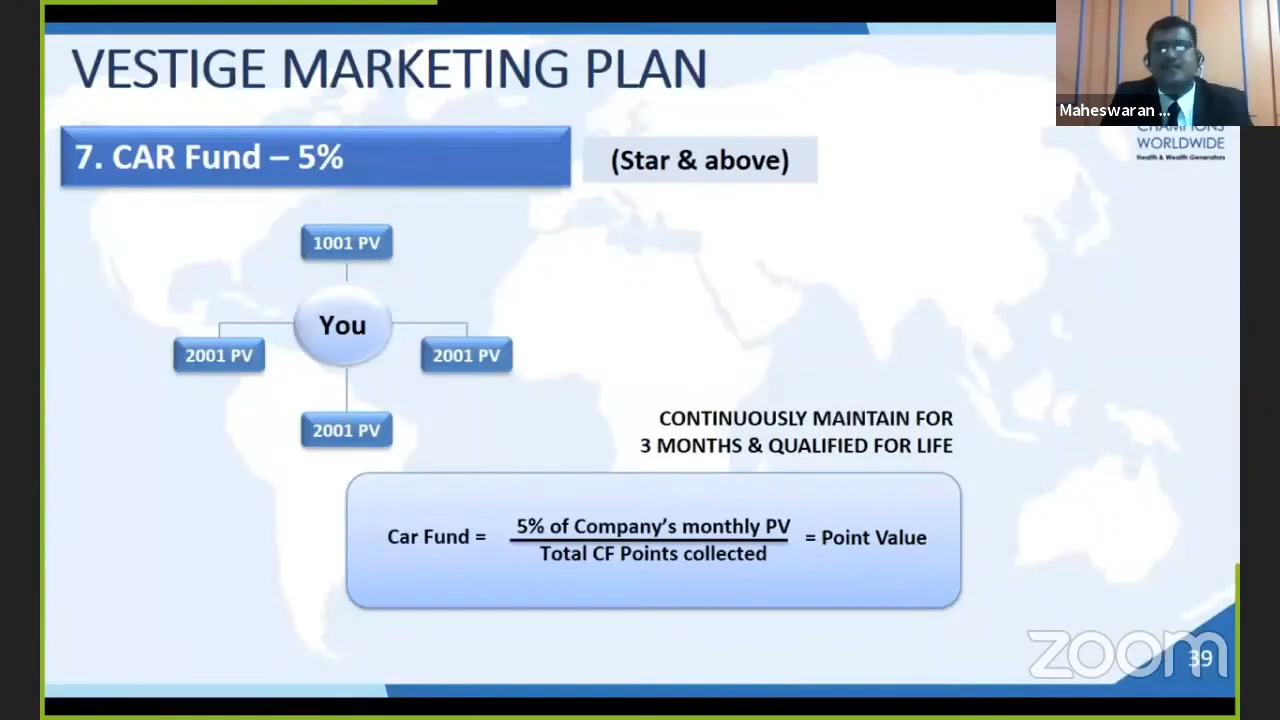 VESTIGE MARKETING PLAN
Maheswaran ...
CHAMPIONS
WORLDWIDE
Health & Wealth Generators
7. CAR Fund – 5%
(Star & above)
1001 PV
You
2001 PV
2001 PV
2001 PV
CONTINUOUSLY MAINTAIN FOR
3 MONTHS & QUALIFIED FOR LIFE
Car Fund = 5% of Company's monthly PV = Point Value
Total CF Points collected
zoom
39